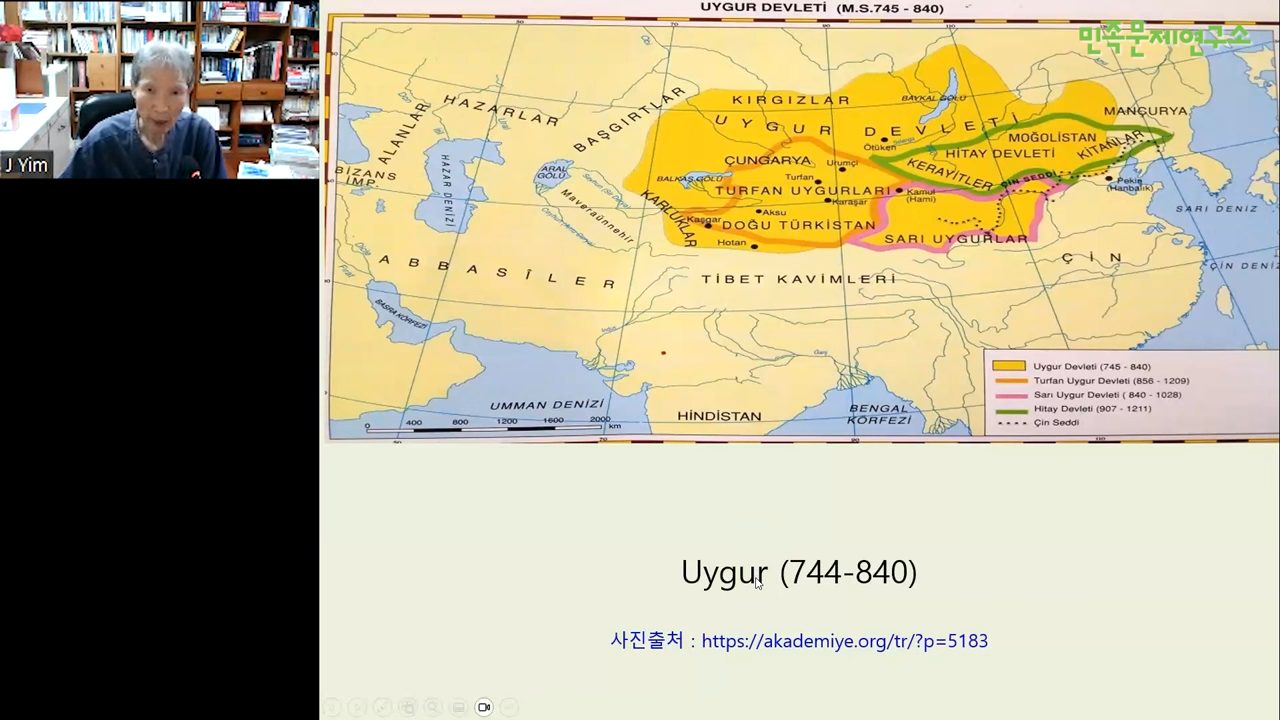 J Yim
UYGUR DEVLETİ (M.S.745 - 840)
민족문제연구소
KIRGIZLAR
BAYKAL GÖLÜ
MANÇURYA
HAZARLAR
BAŞGIRTLAR
ALANLAR
UYGUR DEVLETİ
Ötüken
MOĞOLİSTAN
KİTANLAR
HİTAY DEVLETİ
ÇUNGARYA
Urumçi
KERAYİTLER
ÇİN SEDDİ
BİZANS
İMP.
HAZAR DENİZİ
ARAL
GÖLÜ
BALKAŞ GÖLÜ
Turfan
Pekin
(Hanbalık)
TURFAN UYGURLARI
Kamul
(Hami)
KARLUKLAR
Maveraünnehir
Karaşar
SARI DENİZ
Kaşgar
Aksu
DOĞU TÜRKİSTAN
Hotan
SARI UYGURLAR
ABBASİLER
TİBET KAVİMLERİ
ÇİN
ÇİN DENİZİ
BASRA KÖRFEZİ
Indus
Ganj
UMMAN DENİZİ
HİNDİSTAN
BENGAL
KÖRFEZİ
0 400 800 1200 1600 2000
km
Uygur Devleti (745 - 840)
Turfan Uygur Devleti (856 - 1209)
Sarı Uygur Devleti ( 840 - 1028)
Hitay Devleti (907 - 1211)
Çin Seddi
Uygur (744-840)
사진출처 : https://akademiye.org/tr/?p=5183